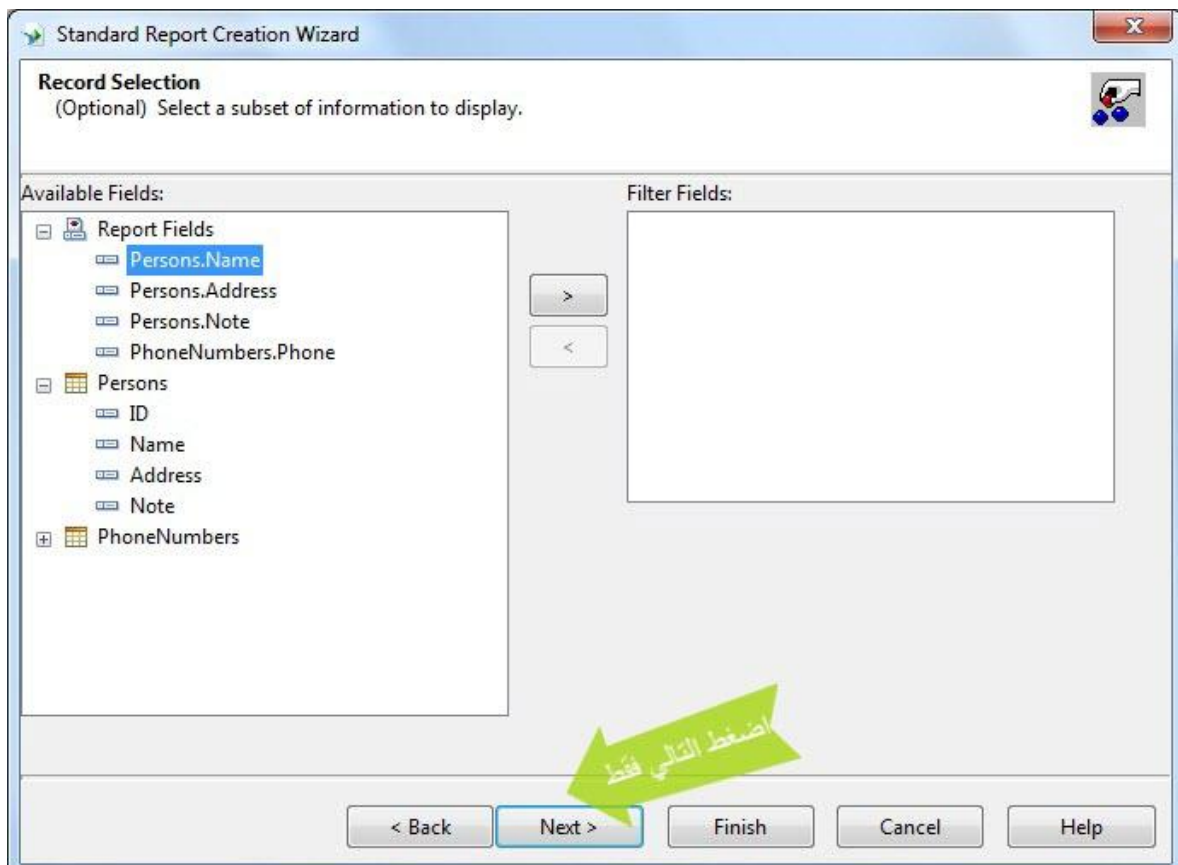 Standard Report Creation Wizard
X
Record Selection
(Optional) Select a subset of information to display.
Available Fields:
Filter Fields:
Report Fields
Persons.Name
Persons.Address
Persons.Note
PhoneNumbers.Phone
Persons
ID
Name
Address
Note
PhoneNumbers
>
<
اضغط التالي فقط
< Back
Next >
Finish
Cancel
Help